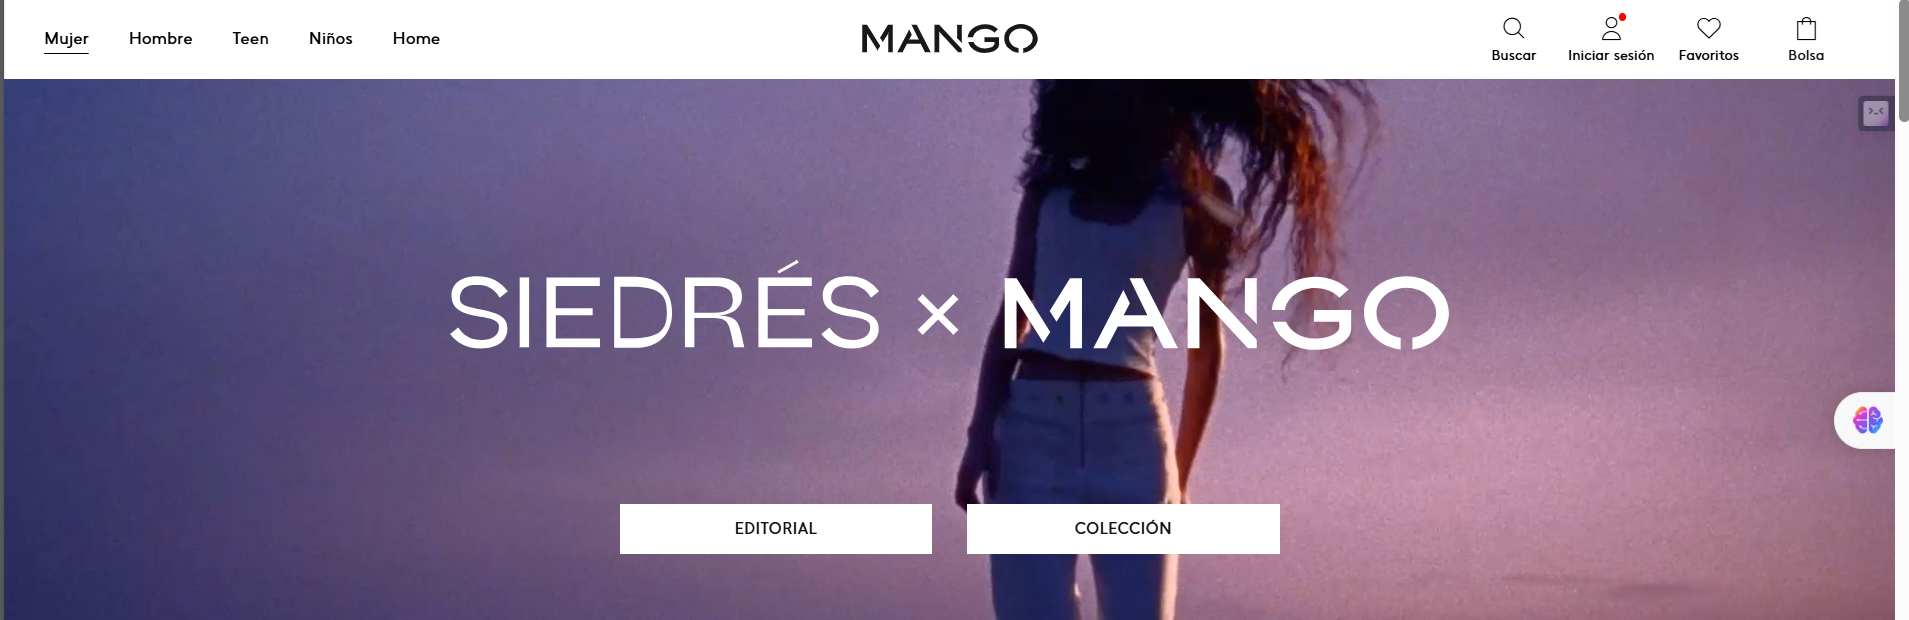 Mujer Hombre Teen Niños Home MANGO Buscar Iniciar sesión Favoritos Bolsa
SIEDRÉS × MANGO
EDITORIAL COLECCIÓN